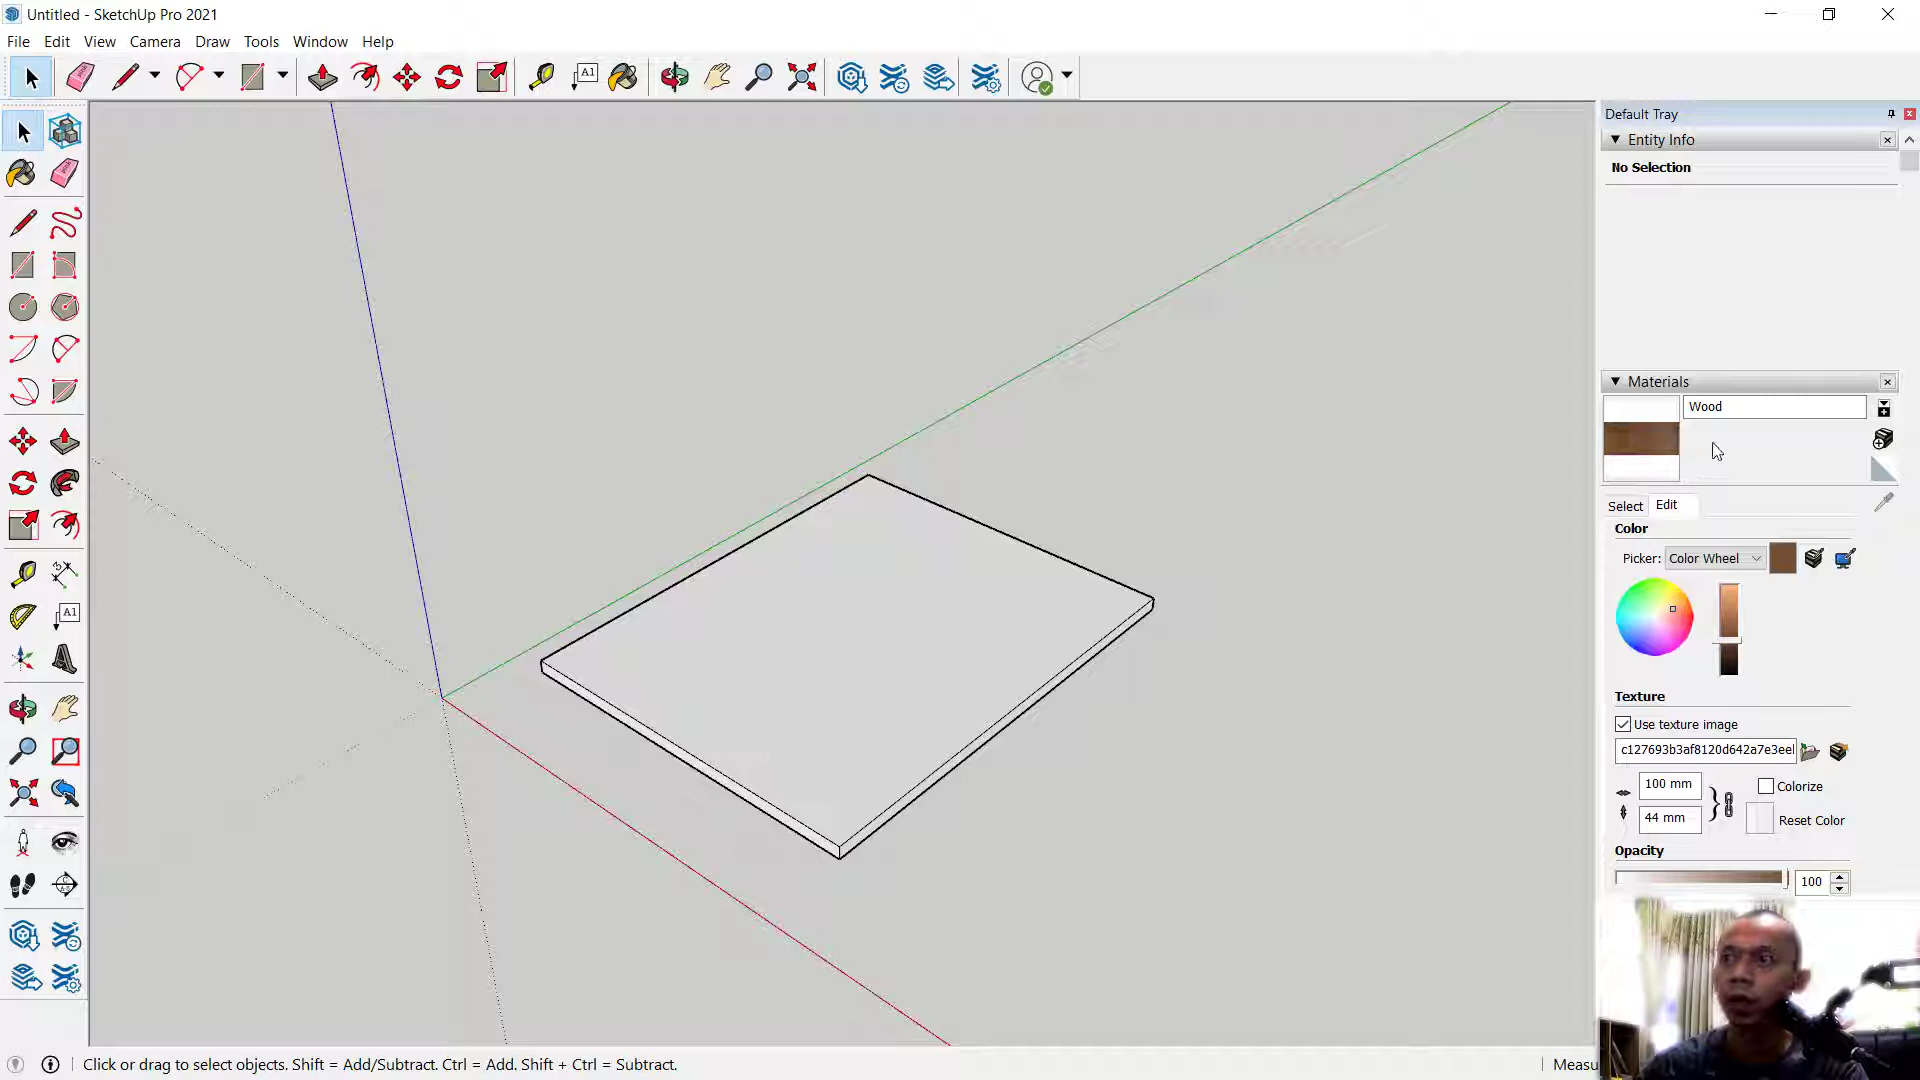 Untitled - SketchUp Pro 2021
File Edit View Camera Draw Tools Window Help
A1
Default Tray
Entity Info
No Selection
Materials
Wood
Select Edit
Color
Picker: Color Wheel
Texture
Use texture image
c127693b3af8120d642a7e3eel
100 mm
Colorize
44 mm
Reset Color
Opacity
100
A1
Click or drag to select objects. Shift = Add/Subtract. Ctrl = Add. Shift + Ctrl = Subtract.
Measu